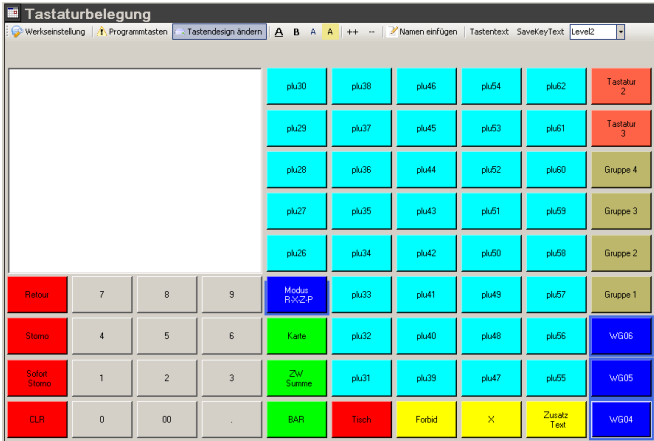 Tastaturbelegung
Werkseinstellung Programmtasten Tastendesign ändern A B A A ++ -- Namen einfügen Tastentext SaveKeyText Level2
plu30 plu38 plu46 plu54 plu62 Tastatur
2
plu29 plu37 plu45 plu53 plu61 Tastatur
3
plu28 plu36 plu44 plu52 plu60 Gruppe 4
plu27 plu35 plu43 plu51 plu59 Gruppe 3
plu26 plu34 plu42 plu50 plu58 Gruppe 2
Retour 7 8 9 Modus
R-X-Z-P plu33 plu41 plu49 plu57 Gruppe 1
Storno 4 5 6 Karte plu32 plu40 plu48 plu56 WG06
Sofort
Storno 1 2 3 ZW
Summe plu31 plu39 plu47 plu55 WG05
CLR 0 00 . BAR Tisch Forbid X Zusatz
Text WG04